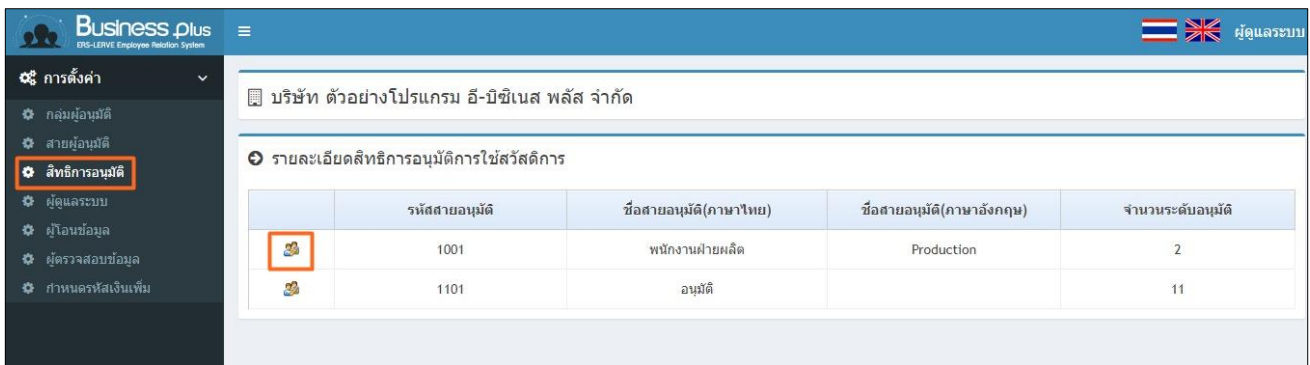 Business Plus
ERS-LERVE Employee Relation System
ผู้ดูแลระบบ
การตั้งค่า
กลุ่มผู้อนุมัติ
สายผู้อนุมัติ
สิทธิการอนุมัติ
ผู้ดูแลระบบ
ผู้โอนข้อมูล
ผู้ตรวจสอบข้อมูล
กำหนดรหัสเงินเพิ่ม
บริษัท ตัวอย่างโปรแกรม อี-บิซิเนส พลัส จำกัด
รายละเอียดสิทธิการอนุมัติการใช้สวัสดิการ
รหัสสายอนุมัติ ชื่อสายอนุมัติ(ภาษาไทย) ชื่อสายอนุมัติ(ภาษาอังกฤษ) จำนวนระดับอนุมัติ
1001 พนักงานฝ่ายผลิต Production 2
1101 อนุมัติ 11